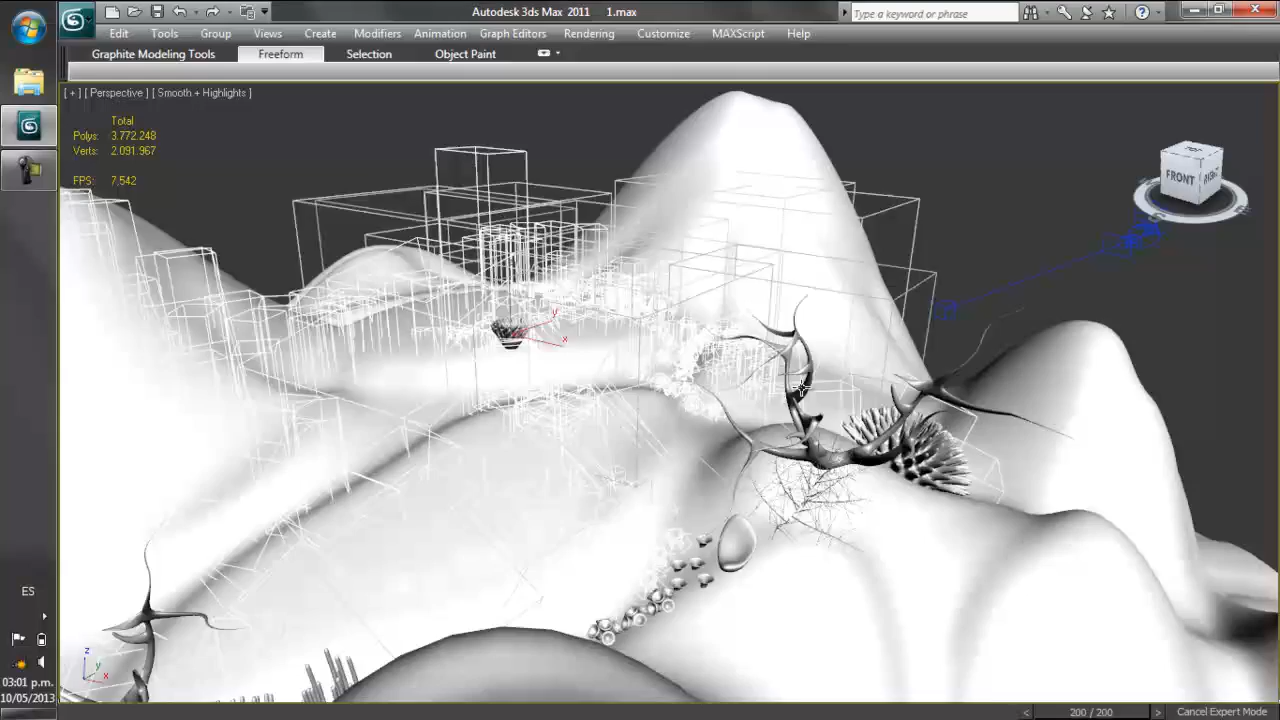 Autodesk 3ds Max 2011    1.max
Type a keyword or phrase
Edit Tools Group Views Create Modifiers Animation Graph Editors Rendering Customize MAXScript Help
Graphite Modeling Tools Freeform Selection Object Paint
[ + ] [ Perspective ] [ Smooth + Highlights ]
Total
Polys: 3.772.248
Verts: 2.091.967
FPS: 7,542
TOP
FRONT
RIGHT
y
x
ES
z
y
x
03:01 p.m.
10/05/2013
< 200 / 200 > Cancel Expert Mode